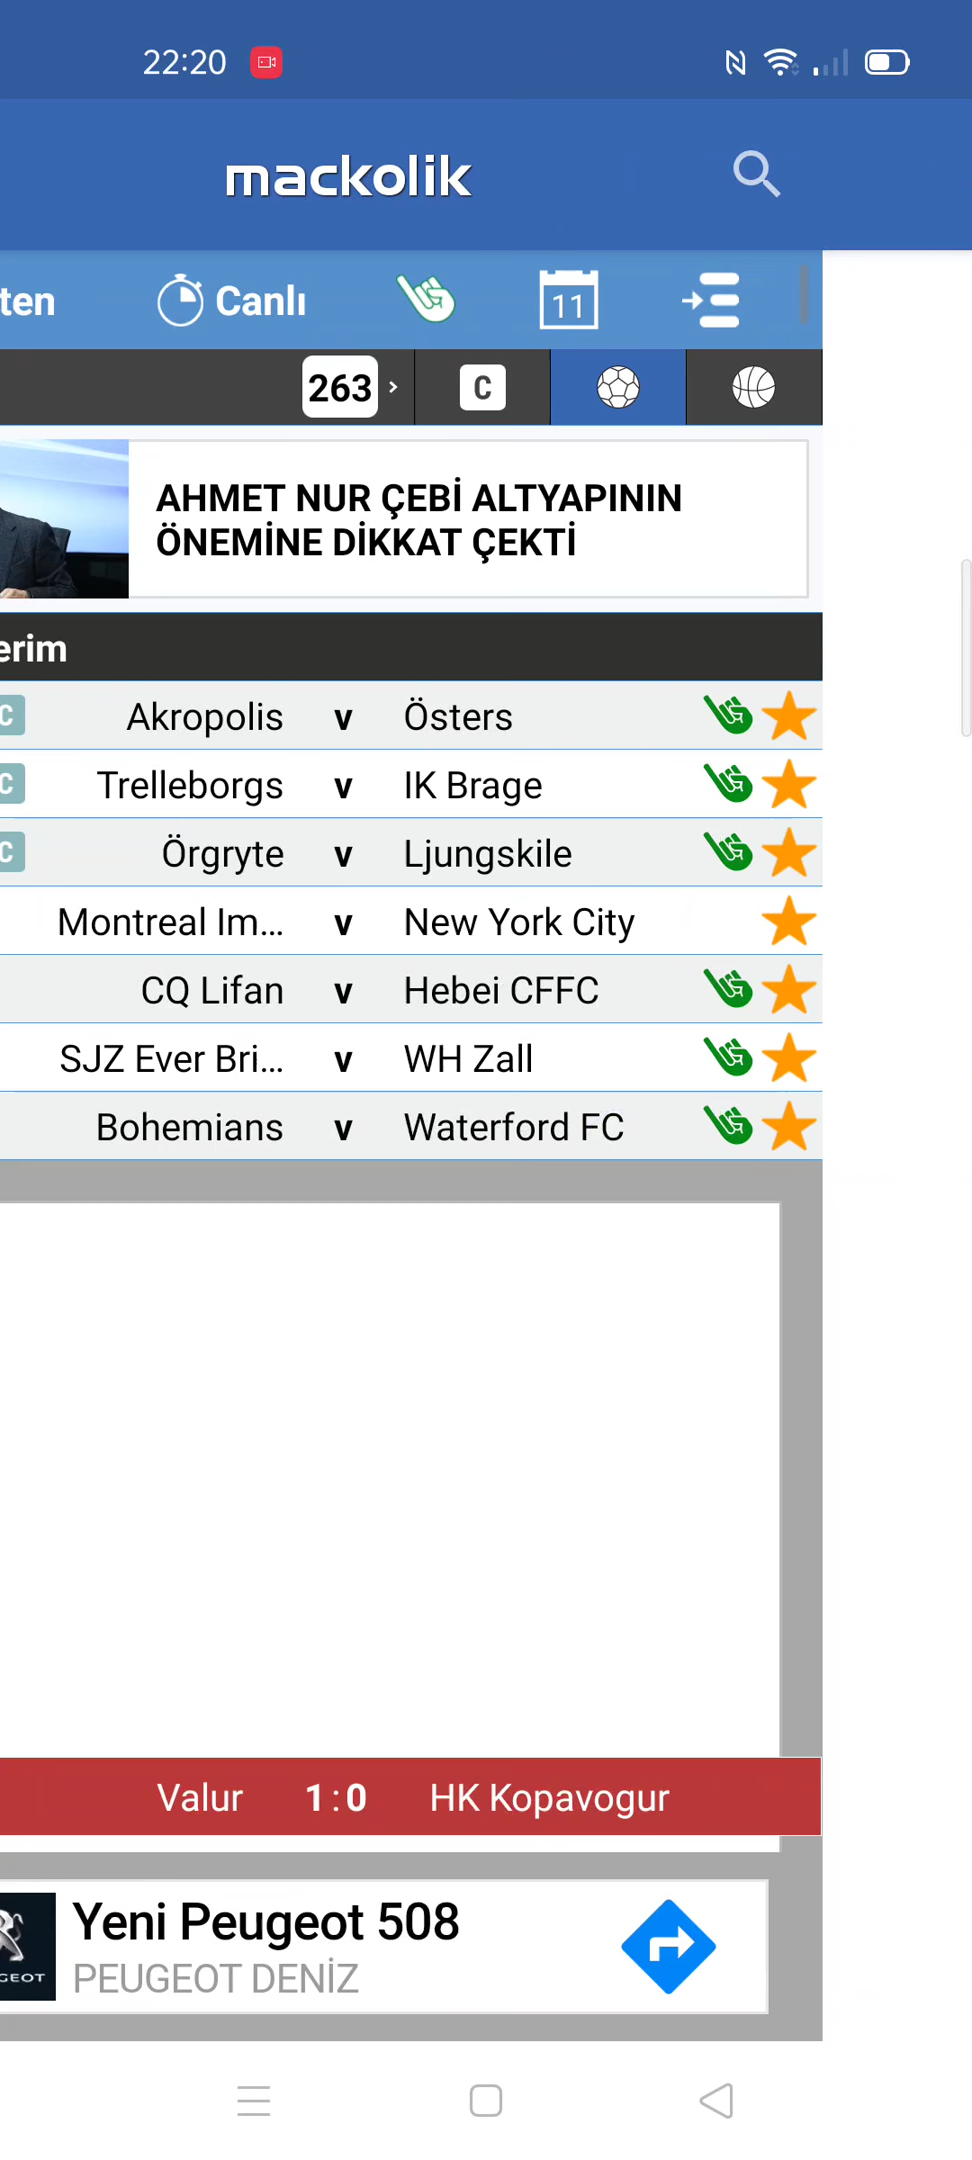 22:20
mackolik
ten Canlı 11
263 › C
AHMET NUR ÇEBİ ALTYAPININ
ÖNEMİNE DİKKAT ÇEKTİ
erim
C Akropolis v Östers
C Trelleborgs v IK Brage
C Örgryte v Ljungskile
Montreal Im... v New York City
CQ Lifan v Hebei CFFC
SJZ Ever Bri... v WH Zall
Bohemians v Waterford FC
Valur 1:0 HK Kopavogur
Yeni Peugeot 508
GEOT PEUGEOT DENİZ